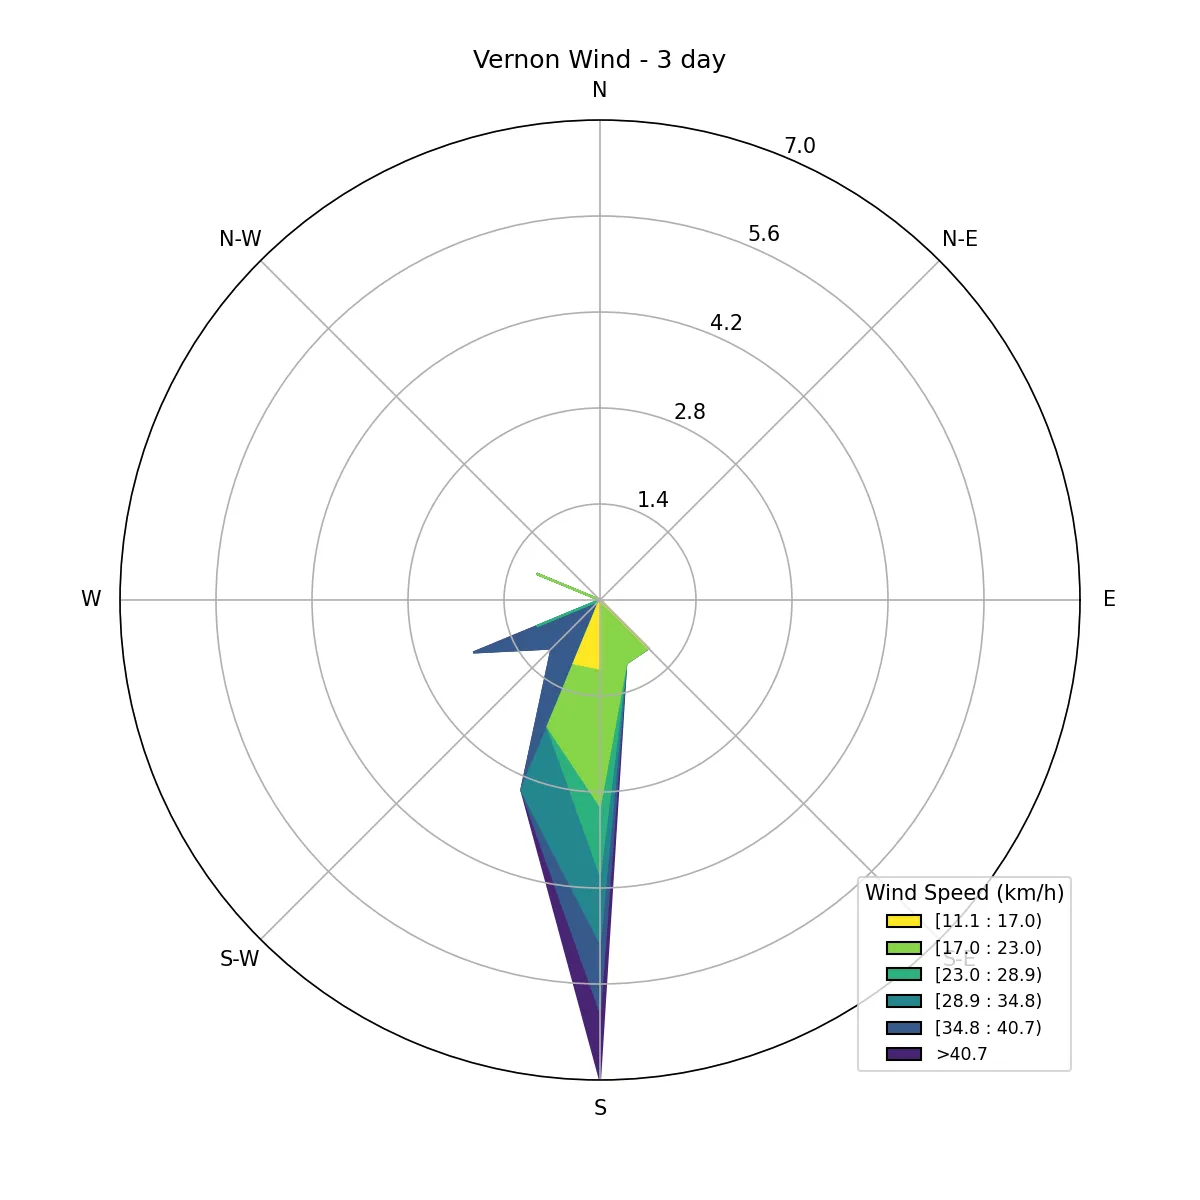 Vernon Wind - 3 day
N
7.0
5.6
N-W
N-E
4.2
2.8
1.4
W
E
Wind Speed (km/h)
[11.1 : 17.0)
[17.0 : 23.0)
S-W
S-E
[23.0 : 28.9)
[28.9 : 34.8)
[34.8 : 40.7)
>40.7
S